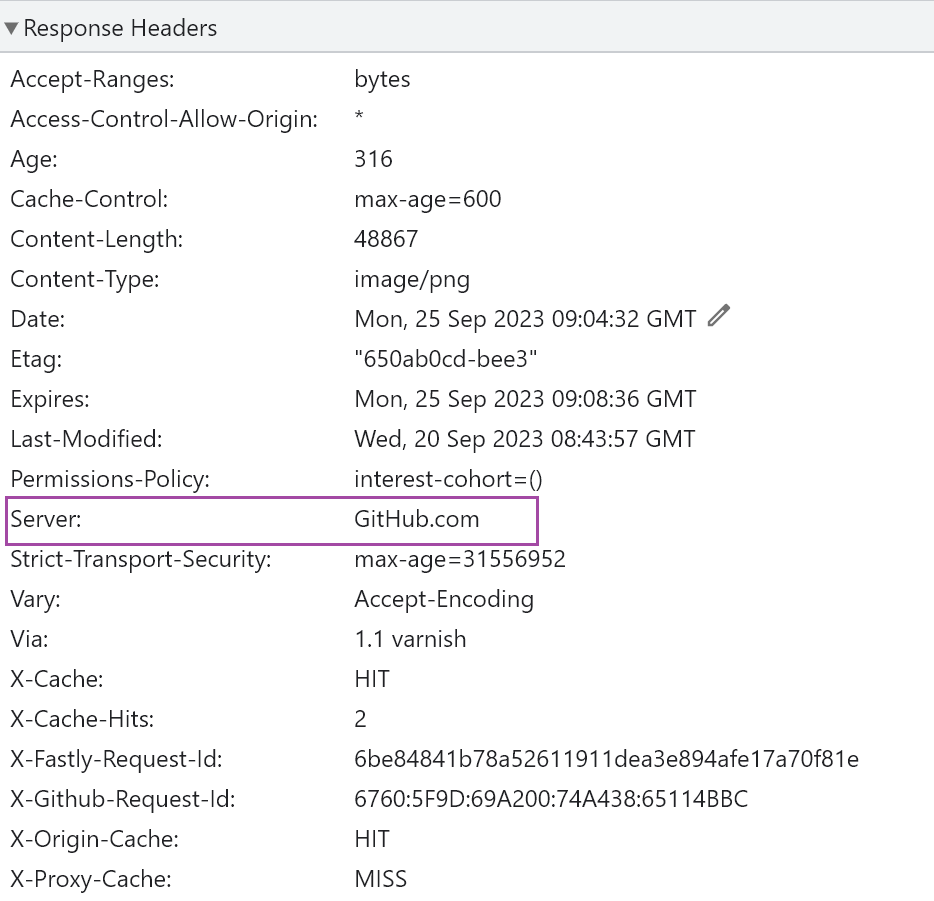 Response Headers
Accept-Ranges: bytes
Access-Control-Allow-Origin: *
Age: 316
Cache-Control: max-age=600
Content-Length: 48867
Content-Type: image/png
Date: Mon, 25 Sep 2023 09:04:32 GMT
Etag: "650ab0cd-bee3"
Expires: Mon, 25 Sep 2023 09:08:36 GMT
Last-Modified: Wed, 20 Sep 2023 08:43:57 GMT
Permissions-Policy: interest-cohort=()
Server: GitHub.com
Strict-Transport-Security: max-age=31556952
Vary: Accept-Encoding
Via: 1.1 varnish
X-Cache: HIT
X-Cache-Hits: 2
X-Fastly-Request-Id: 6be84841b78a52611911dea3e894afe17a70f81e
X-Github-Request-Id: 6760:5F9D:69A200:74A438:65114BBC
X-Origin-Cache: HIT
X-Proxy-Cache: MISS